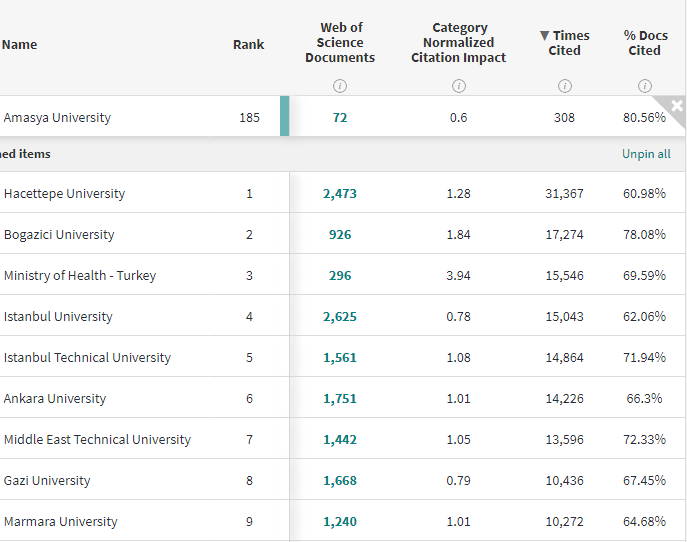 Name Rank Web of Science Documents Category Normalized Citation Impact ▼ Times Cited % Docs Cited
Amasya University 185 72 0.6 308 80.56%
ned items Unpin all
Hacettepe University 1 2,473 1.28 31,367 60.98%
Bogazici University 2 926 1.84 17,274 78.08%
Ministry of Health - Turkey 3 296 3.94 15,546 69.59%
Istanbul University 4 2,625 0.78 15,043 62.06%
Istanbul Technical University 5 1,561 1.08 14,864 71.94%
Ankara University 6 1,751 1.01 14,226 66.3%
Middle East Technical University 7 1,442 1.05 13,596 72.33%
Gazi University 8 1,668 0.79 10,436 67.45%
Marmara University 9 1,240 1.01 10,272 64.68%